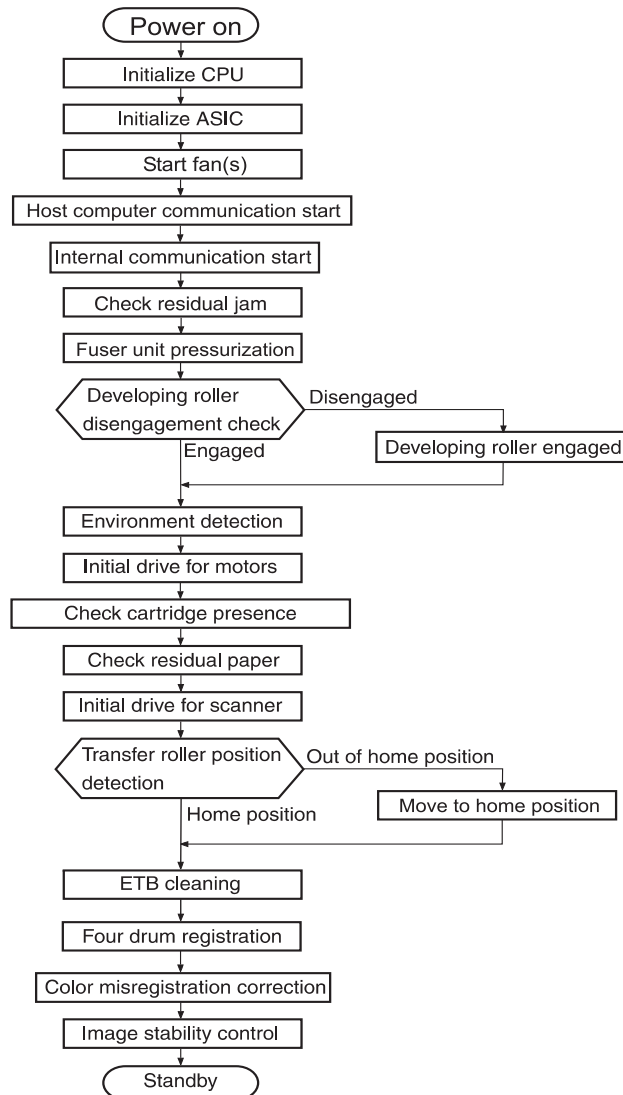 Power on
Initialize CPU
Initialize ASIC
Start fan(s)
Host computer communication start
Internal communication start
Check residual jam
Fuser unit pressurization
Developing roller
disengagement check
Disengaged
Engaged
Developing roller engaged
Environment detection
Initial drive for motors
Check cartridge presence
Check residual paper
Initial drive for scanner
Transfer roller position
detection
Out of home position
Home position
Move to home position
ETB cleaning
Four drum registration
Color misregistration correction
Image stability control
Standby